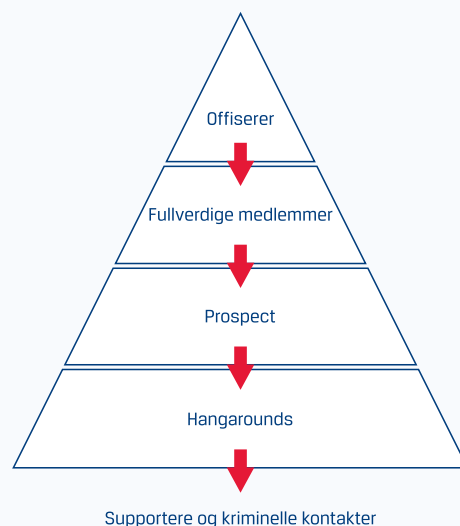 Offiserer
Fullverdige medlemmer
Prospect
Hangarounds
Supportere og kriminelle kontakter